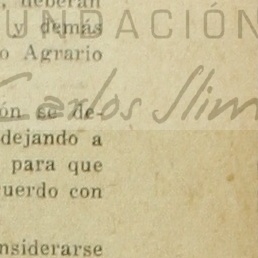 , deberán
FUNDACIÓN
y demás
o Agrario
Carlos Slim
ón se de-
dejando a
para que
uerdo con
nsiderarse